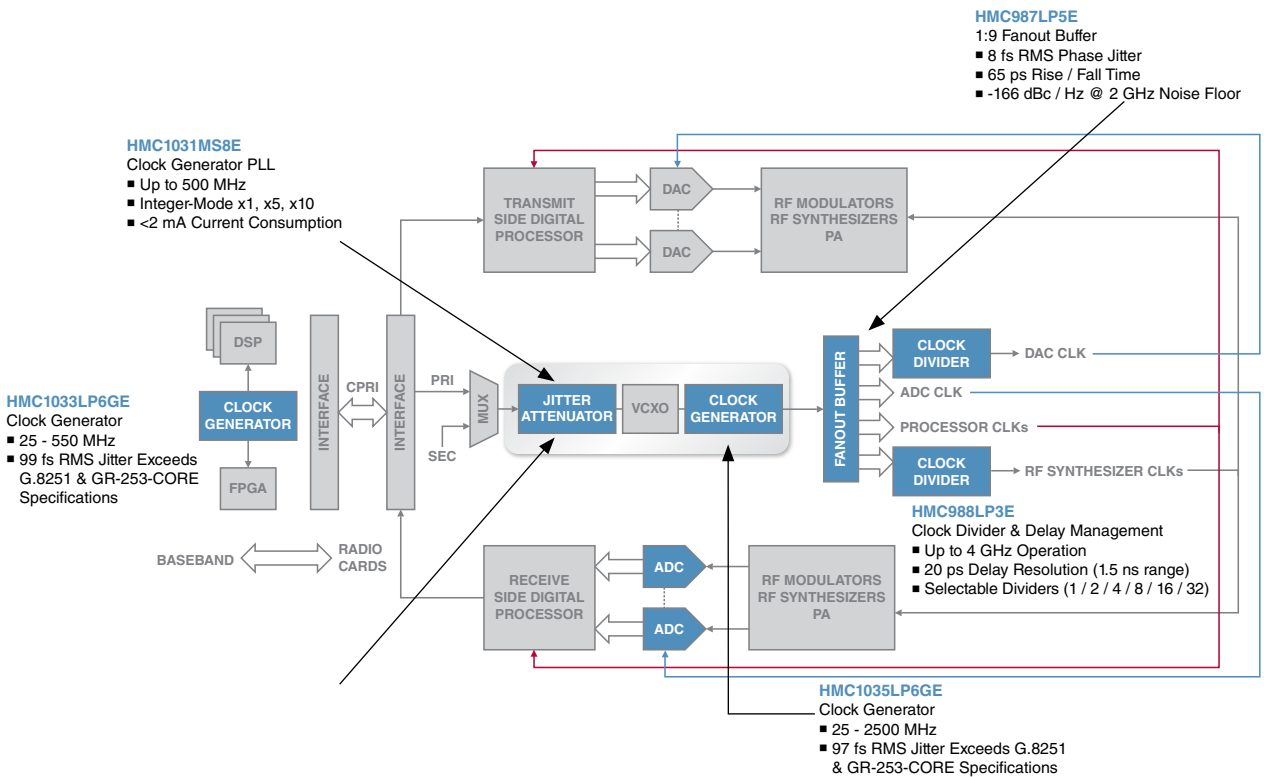 HMC987LP5E
1:9 Fanout Buffer
■ 8 fs RMS Phase Jitter
■ 65 ps Rise / Fall Time
■ -166 dBc / Hz @ 2 GHz Noise Floor
HMC1031MS8E
Clock Generator PLL
■ Up to 500 MHz
■ Integer-Mode x1, x5, x10
■ <2 mA Current Consumption
TRANSMIT
SIDE DIGITAL
PROCESSOR
DAC
DAC
RF MODULATORS
RF SYNTHESIZERS
PA
DSP
CLOCK
GENERATOR
FPGA
HMC1033LP6GE
Clock Generator
■ 25 - 550 MHz
■ 99 fs RMS Jitter Exceeds
G.8251 & GR-253-CORE
Specifications
INTERFACE
CPRI
INTERFACE
PRI
SEC
MUX
JITTER
ATTENUATOR
VCXO
CLOCK
GENERATOR
FANOUT BUFFER
CLOCK
DIVIDER
DAC CLK
ADC CLK
PROCESSOR CLKs
CLOCK
DIVIDER
RF SYNTHESIZER CLKs
HMC988LP3E
Clock Divider & Delay Management
■ Up to 4 GHz Operation
■ 20 ps Delay Resolution (1.5 ns range)
■ Selectable Dividers (1 / 2 / 4 / 8 / 16 / 32)
BASEBAND
RADIO
CARDS
RECEIVE
SIDE DIGITAL
PROCESSOR
ADC
ADC
RF MODULATORS
RF SYNTHESIZERS
PA
HMC1035LP6GE
Clock Generator
■ 25 - 2500 MHz
■ 97 fs RMS Jitter Exceeds G.8251
& GR-253-CORE Specifications